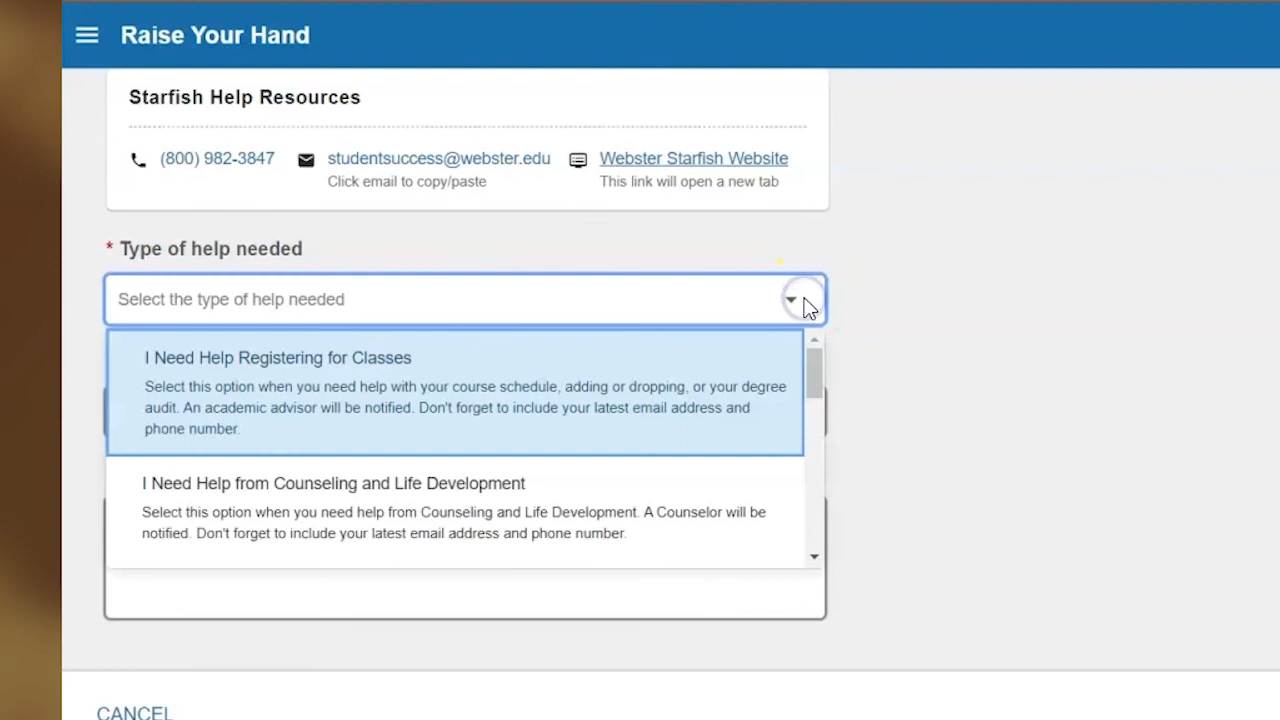 Raise Your Hand
Starfish Help Resources
(800) 982-3847
studentsuccess@webster.edu
Webster Starfish Website
Click email to copy/paste
This link will open a new tab
* Type of help needed
Select the type of help needed
I Need Help Registering for Classes
Select this option when you need help with your course schedule, adding or dropping, or your degree
audit. An academic advisor will be notified. Don't forget to include your latest email address and
phone number.
I Need Help from Counseling and Life Development
Select this option when you need help from Counseling and Life Development. A Counselor will be
notified. Don't forget to include your latest email address and phone number.
CANCEL